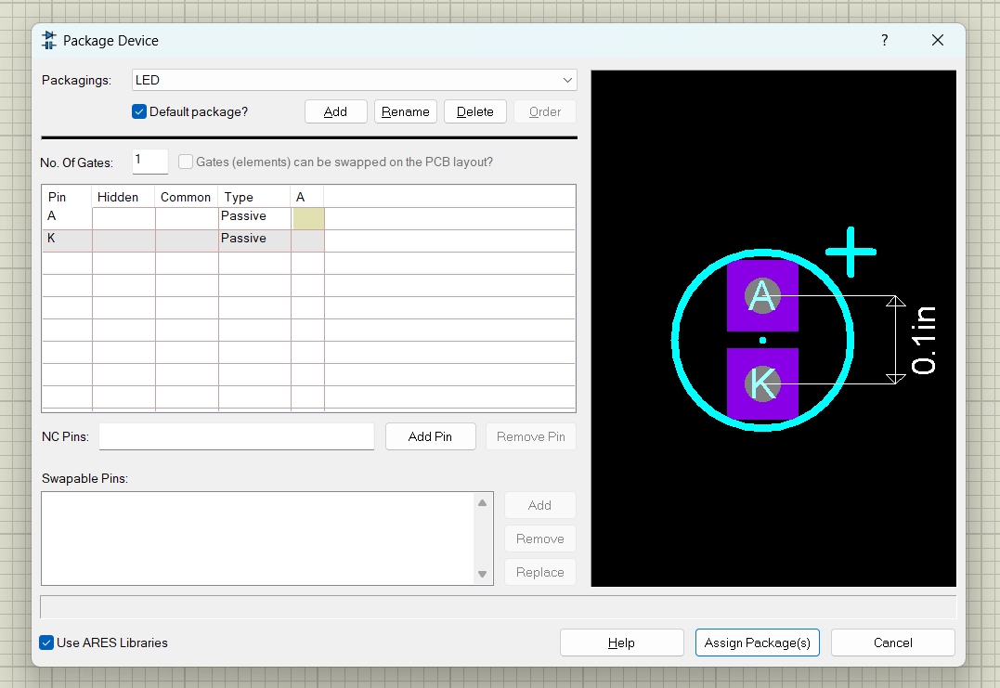 Package Device ?
Packagings: LED
Default package? Add Rename Delete Order
No. Of Gates: 1 Gates (elements) can be swapped on the PCB layout?
Pin Hidden Common Type A
A Passive
K Passive
NC Pins: Add Pin Remove Pin
Swapable Pins:
Add
Remove
Replace
Use ARES Libraries Help Assign Package(s) Cancel
A
K
0.1in